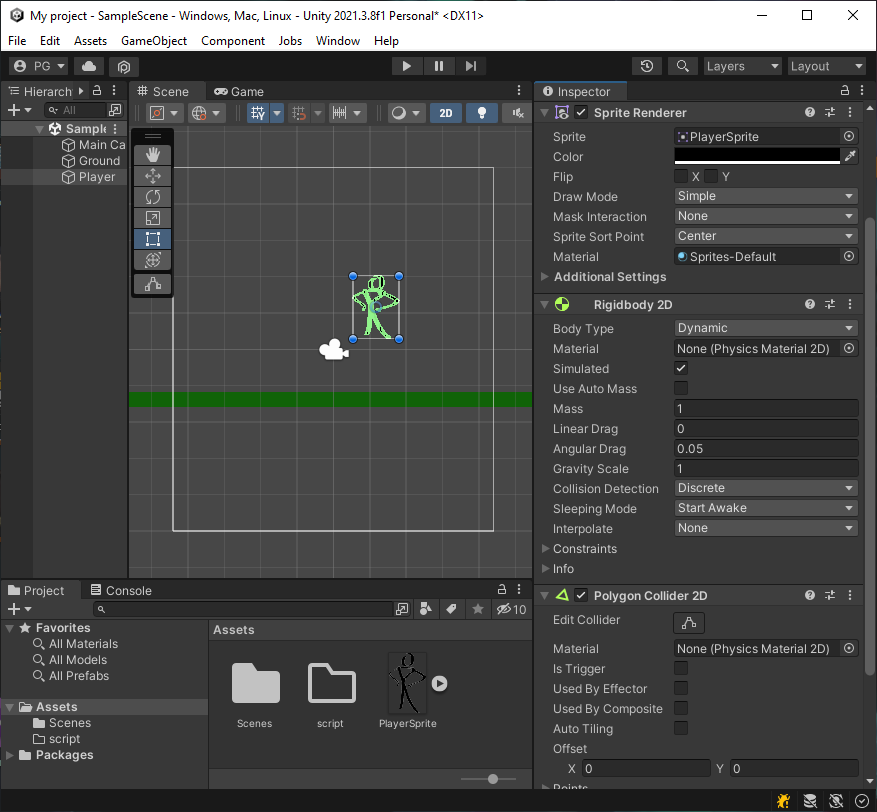 My project - SampleScene - Windows, Mac, Linux - Unity 2021.3.8f1 Personal* <DX11>
File Edit Assets GameObject Component Jobs Window Help
PG Layers Layout
Hierarch
All
Sample
Main Ca
Ground
Player
Scene Game
2D
Inspector
Sprite Renderer
Sprite PlayerSprite
Color
Flip X Y
Draw Mode Simple
Mask Interaction None
Sprite Sort Point Center
Material Sprites-Default
Additional Settings
Rigidbody 2D
Body Type Dynamic
Material None (Physics Material 2D)
Simulated
Use Auto Mass
Mass 1
Linear Drag 0
Angular Drag 0.05
Gravity Scale 1
Collision Detection Discrete
Sleeping Mode Start Awake
Interpolate None
Constraints
Info
Polygon Collider 2D
Edit Collider
Material None (Physics Material 2D)
Is Trigger
Used By Effector
Used By Composite
Auto Tiling
Offset
X 0 Y 0
Points
Project Console
10
Favorites
All Materials
All Models
All Prefabs
Assets
Scenes
script
Packages
Assets
Scenes script PlayerSprite